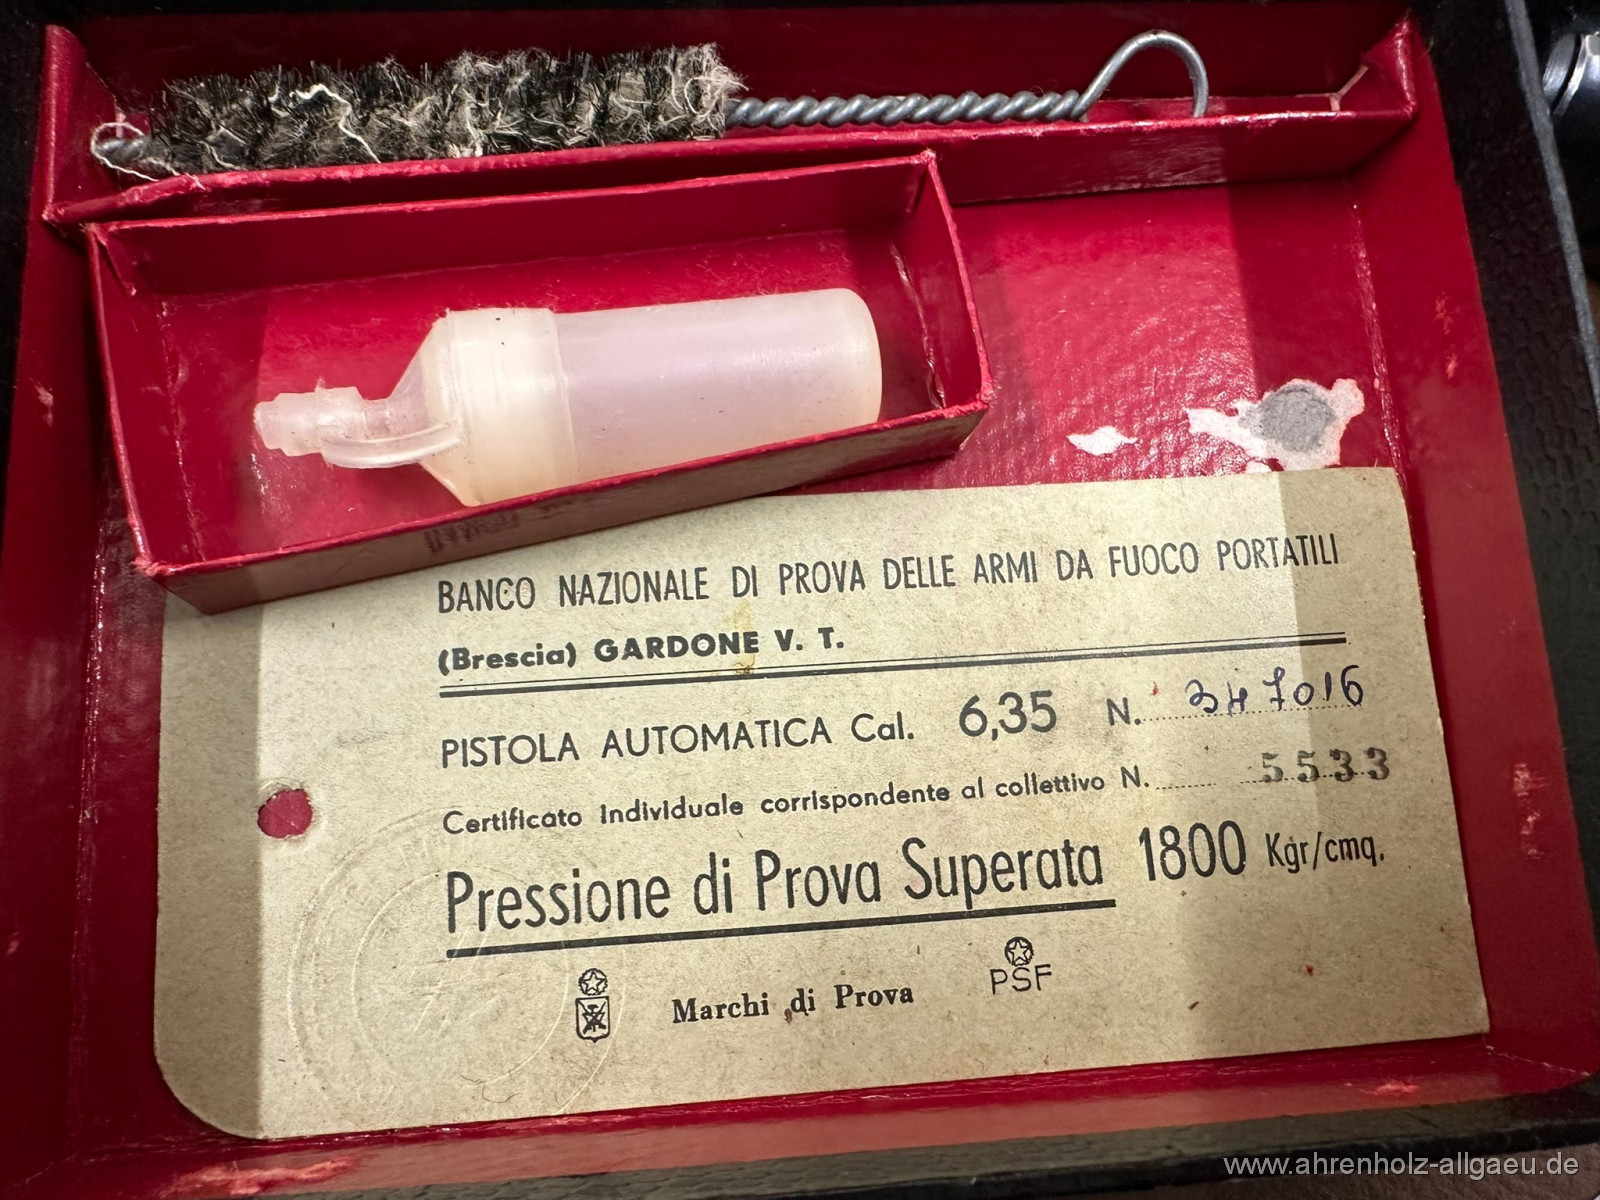 BANCO NAZIONALE DI PROVA DELLE ARMI DA FUOCO PORTATILI
(Brescia) GARDONE V. T.
PISTOLA AUTOMATICA Cal. 6,35 N. 347016
Certificato individuale corrispondente al collettivo N. 5533
Pressione di Prova Superata 1800 Kgr/cmq.
Marchi di Prova
PSF
www.ahrenholz-allgaeu.de